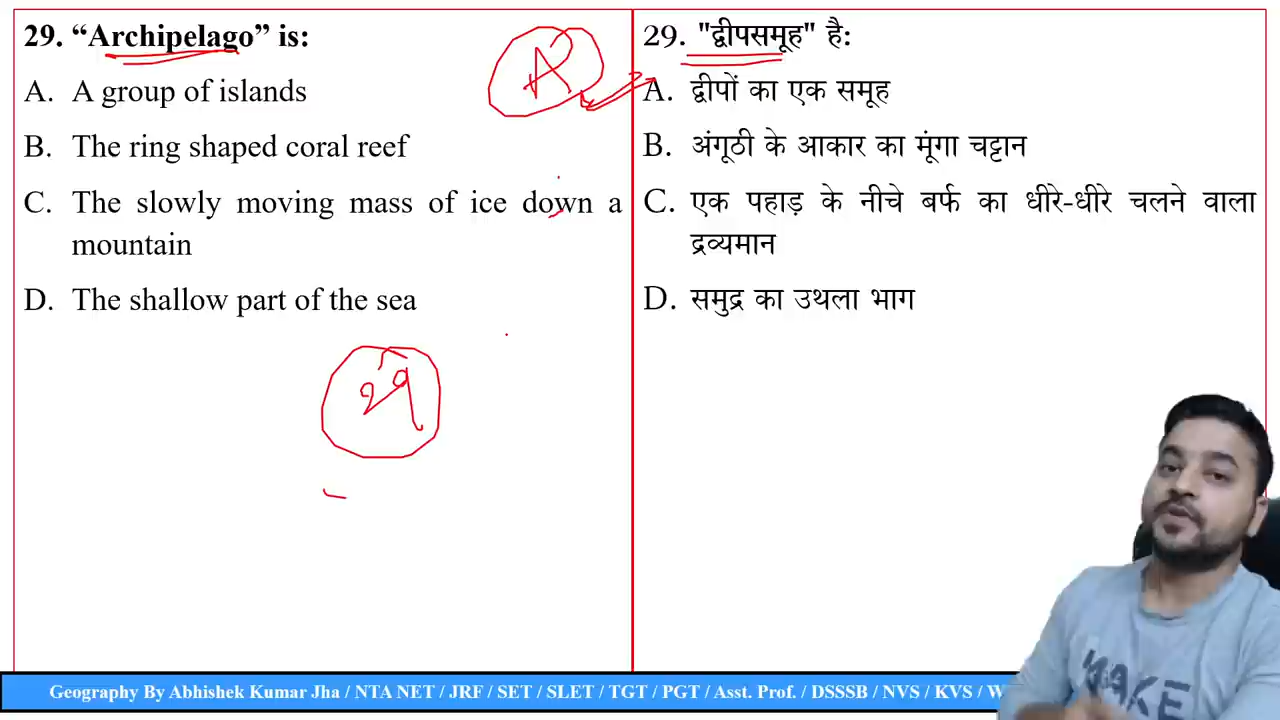 29. “Archipelago” is:
A. A group of islands
B. The ring shaped coral reef
C. The slowly moving mass of ice down a
mountain
D. The shallow part of the sea
A
29. "द्वीपसमूह" है:
A. द्वीपों का एक समूह
B. अंगूठी के आकार का मूंगा चट्टान
C. एक पहाड़ के नीचे बर्फ का धीरे-धीरे चलने वाला
द्रव्यमान
D. समुद्र का उथला भाग
Geography By Abhishek Kumar Jha / NTA NET / JRF / SET / SLET / TGT / PGT / Asst. Prof. / DSSSB / NVS / KVS / W
MAKE